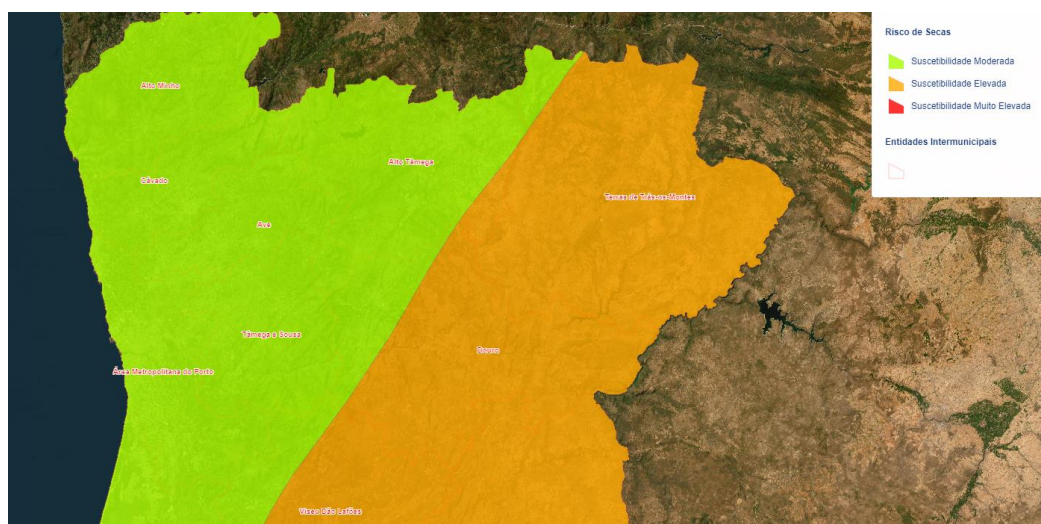 Risco de Secas
Suscetibilidade Moderada
Suscetibilidade Elevada
Suscetibilidade Muito Elevada
Entidades Intermunicipais
Alto Minho
Alto Tâmega
Cávado
Terras de Trás-os-Montes
Ave
Tâmega e Sousa
Douro
Área Metropolitana do Porto
Viseu Dão Lafões